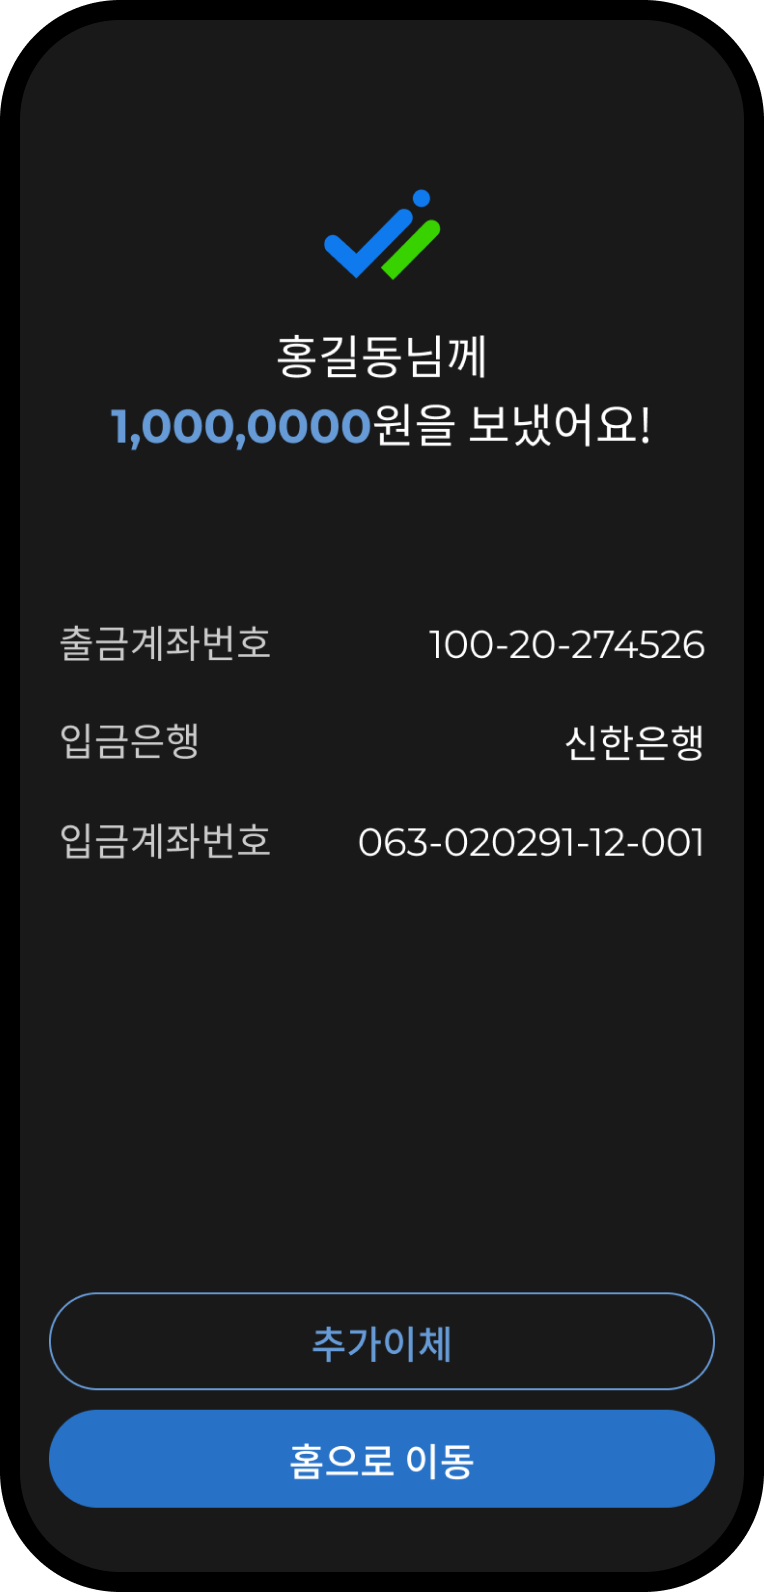 홍길동님께
1,000,0000원을 보냈어요!
출금계좌번호 100-20-274526
입금은행 신한은행
입금계좌번호 063-020291-12-001
추가이체
홈으로 이동